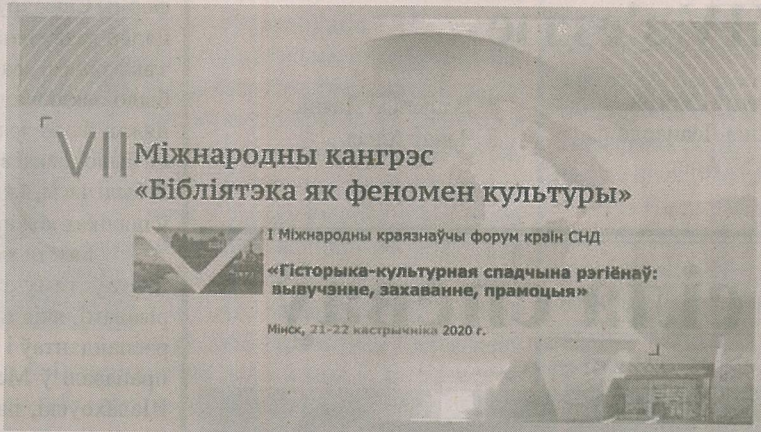 VII Міжнародны кангрэс
«Бібліятэка як феномен культуры»
І Міжнародны краязнаўчы форум краін СНД
«Гісторыка-культурная спадчына рэгіёнаў:
вывучэнне, захаванне, прамоцыя»
Мінск, 21-22 кастрычніка 2020 г.